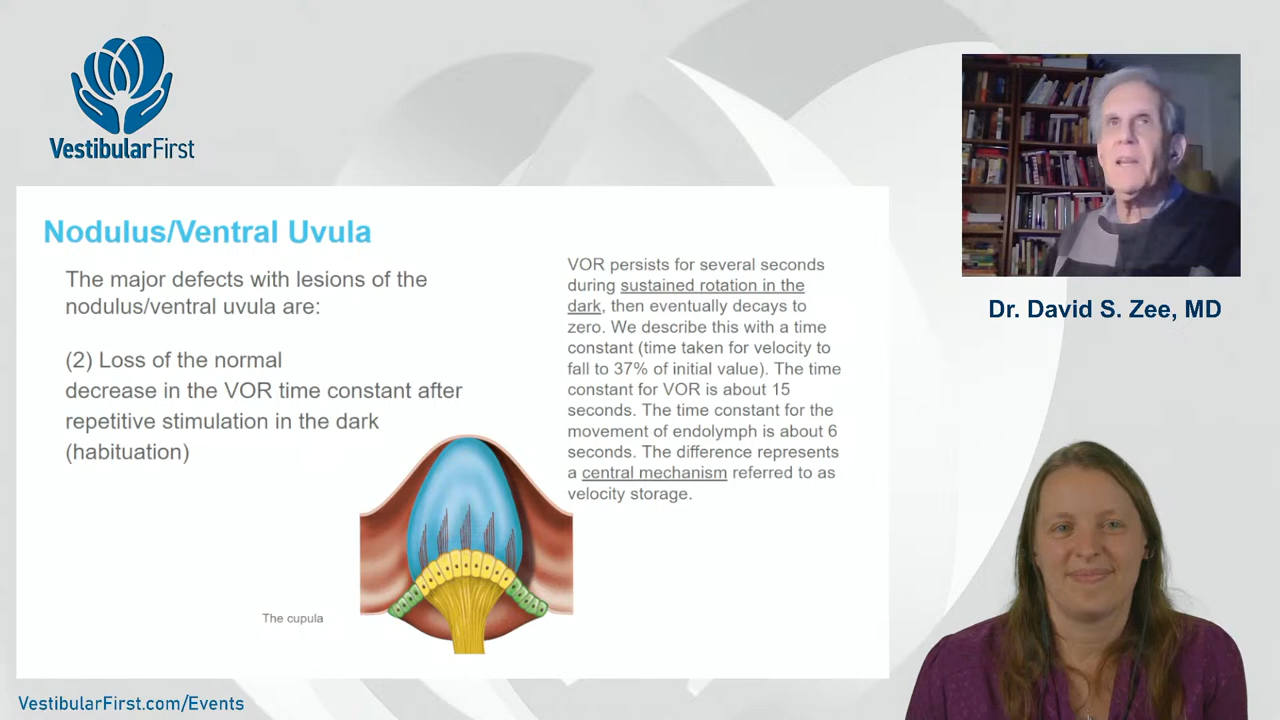 VestibularFirst
Nodulus/Ventral Uvula
The major defects with lesions of the
nodulus/ventral uvula are:
(2) Loss of the normal
decrease in the VOR time constant after
repetitive stimulation in the dark
(habituation)
The cupula
VOR persists for several seconds
during sustained rotation in the
dark, then eventually decays to
zero. We describe this with a time
constant (time taken for velocity to
fall to 37% of initial value). The time
constant for VOR is about 15
seconds. The time constant for the
movement of endolymph is about 6
seconds. The difference represents
a central mechanism referred to as
velocity storage.
Dr. David S. Zee, MD
VestibularFirst.com/Events